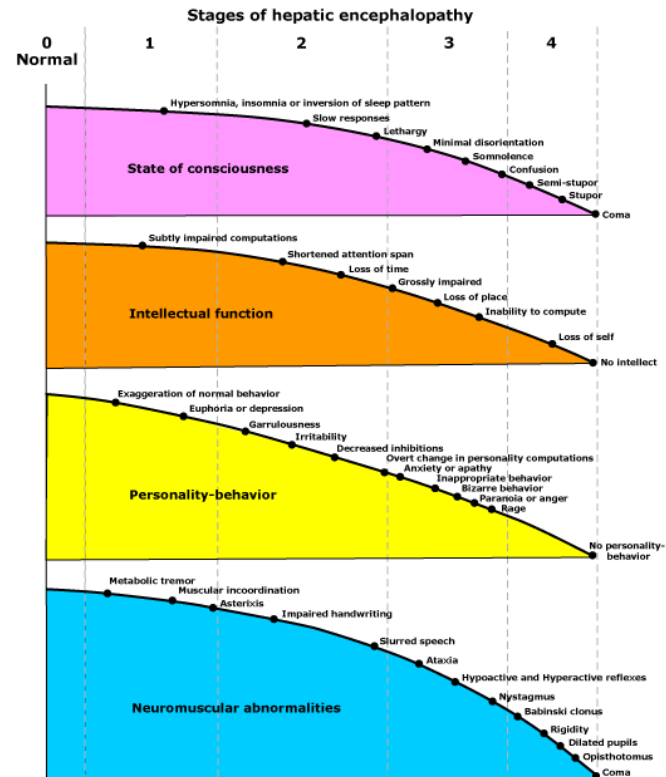 Stages of hepatic encephalopathy
0 1 2 3 4
Normal
Hypersomnia, insomnia or inversion of sleep pattern
Slow responses
Lethargy
Minimal disorientation
Somnolence
State of consciousness
Confusion
Semi-stupor
Stupor
Coma
Subtly impaired computations
Shortened attention span
Loss of time
Grossly impaired
Loss of place
Intellectual function
Inability to compute
Loss of self
No intellect
Exaggeration of normal behavior
Euphoria or depression
Garrulousness
Irritability
Decreased inhibitions
Overt change in personality computations
Anxiety or apathy
Inappropriate behavior
Bizarre behavior
Personality-behavior
Paranoia or anger
Rage
No personality-
behavior
Metabolic tremor
Muscular incoordination
Asterixis
Impaired handwriting
Slurred speech
Ataxia
Hypoactive and Hyperactive reflexes
Nystagmus
Neuromuscular abnormalities
Babinski clonus
Rigidity
Dilated pupils
Opisthotomus
Coma